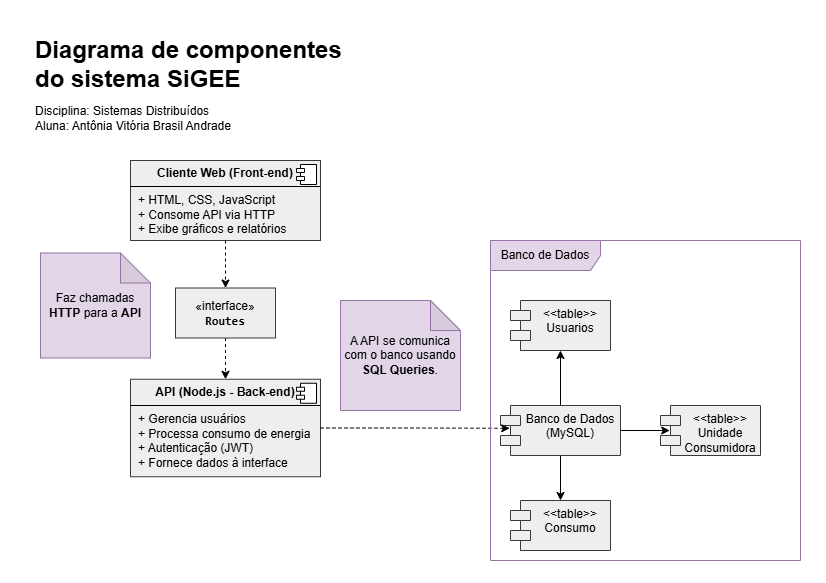 Diagrama de componentes
do sistema SiGEE
Disciplina: Sistemas Distribuídos
Aluna: Antônia Vitória Brasil Andrade
Cliente Web (Front-end)
+ HTML, CSS, JavaScript
+ Consome API via HTTP
+ Exibe gráficos e relatórios
Faz chamadas
HTTP para a API
«interface»
Routes
API (Node.js - Back-end)
+ Gerencia usuários
+ Processa consumo de energia
+ Autenticação (JWT)
+ Fornece dados à interface
A API se comunica
com o banco usando
SQL Queries.
Banco de Dados
<<table>>
Usuarios
Banco de Dados
(MySQL)
<<table>>
Unidade
Consumidora
<<table>>
Consumo